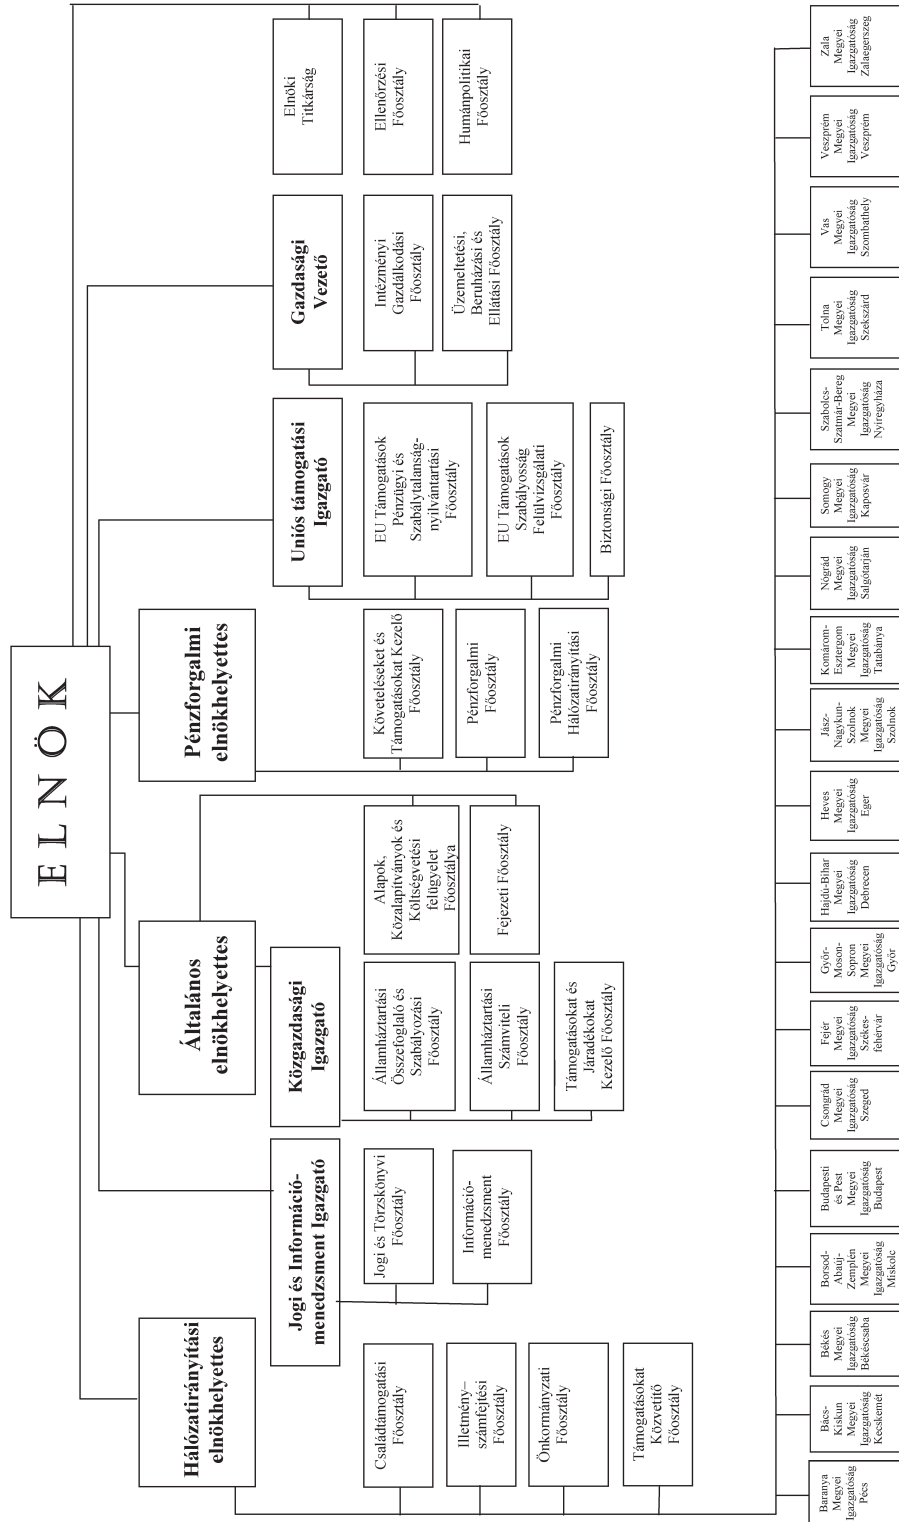 E L N Ö K
Hálózatirányítási
elnökhelyettes
Általános
elnökhelyettes
Pénzforgalmi
elnökhelyettes
Jogi és Információ-
menedzsment Igazgató
Közgazdasági
Igazgató
Uniós támogatási
Igazgató
Gazdasági
Vezető
Elnöki
Titkárság
Családtámogatási
Főosztály
Illetmény–
számfejtési
Főosztály
Önkormányzati
Főosztály
Támogatásokat
Közvetítő
Főosztály
Jogi és Törzskönyvi
Főosztály
Információ-
menedzsment
Főosztály
Államháztartási
Összefoglaló és
Szabályozási
Főosztály
Államháztartási
Számviteli
Főosztály
Támogatásokat és
Járadékokat
Kezelő Főosztály
Alapok,
Közalapítványok és
Költségvetési
felügyelet
Főosztálya
Fejezeti Főosztály
Követeléseket és
Támogatásokat Kezelő
Főosztály
Pénzforgalmi
Főosztály
Pénzforgalmi
Hálózatirányítási
Főosztály
EU Támogatások
Pénzügyi és
Szabálytalanság-
nyilvántartási
Főosztály
EU Támogatások
Szabályosság
Felülvizsgálati
Főosztály
Biztonsági Főosztály
Intézményi
Gazdálkodási
Főosztály
Üzemeltetési,
Beruházási és
Ellátási Főosztály
Ellenőrzési
Főosztály
Humánpolitikai
Főosztály
Baranya
Megyei
Igazgatóság
Pécs
Bács-
Kiskun
Megyei
Igazgatóság
Kecskemét
Békés
Megyei
Igazgatóság
Békéscsaba
Borsod-
Abaúj-
Zemplén
Megyei
Igazgatóság
Miskolc
Budapesti
és Pest
Megyei
Igazgatóság
Budapest
Csongrád
Megyei
Igazgatóság
Szeged
Fejér
Megyei
Igazgatóság
Székes-
fehérvár
Győr-
Moson-
Sopron
Megyei
Igazgatóság
Győr
Hajdú-Bihar
Megyei
Igazgatóság
Debrecen
Heves
Megyei
Igazgatóság
Eger
Jász-
Nagykun-
Szolnok
Megyei
Igazgatóság
Szolnok
Komárom-
Esztergom
Megyei
Igazgatóság
Tatabánya
Nógrád
Megyei
Igazgatóság
Salgótarján
Somogy
Megyei
Igazgatóság
Kaposvár
Szabolcs-
Szatmár-Bereg
Megyei
Igazgatóság
Nyíregyháza
Tolna
Megyei
Igazgatóság
Szekszárd
Vas
Megyei
Igazgatóság
Szombathely
Veszprém
Megyei
Igazgatóság
Veszprém
Zala
Megyei
Igazgatóság
Zalaegerszeg